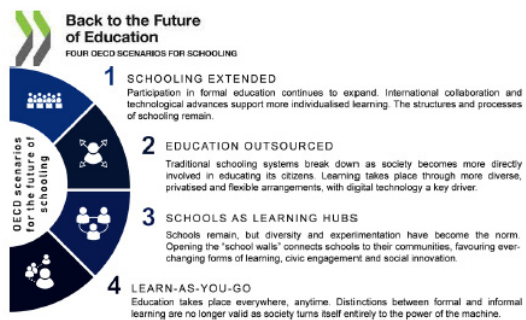 Back to the Future
of Education
FOUR OECD SCENARIOS FOR SCHOOLING
OECD scenarios
for the future of
schooling
1 SCHOOLING EXTENDED
Participation in formal education continues to expand. International collaboration and
technological advances support more individualised learning. The structures and processes
of schooling remain.
2 EDUCATION OUTSOURCED
Traditional schooling systems break down as society becomes more directly
involved in educating its citizens. Learning takes place through more diverse,
privatised and flexible arrangements, with digital technology a key driver.
3 SCHOOLS AS LEARNING HUBS
Schools remain, but diversity and experimentation have become the norm.
Opening the “school walls” connects schools to their communities, favouring ever-
changing forms of learning, civic engagement and social innovation.
4 LEARN-AS-YOU-GO
Education takes place everywhere, anytime. Distinctions between formal and informal
learning are no longer valid as society turns itself entirely to the power of the machine.